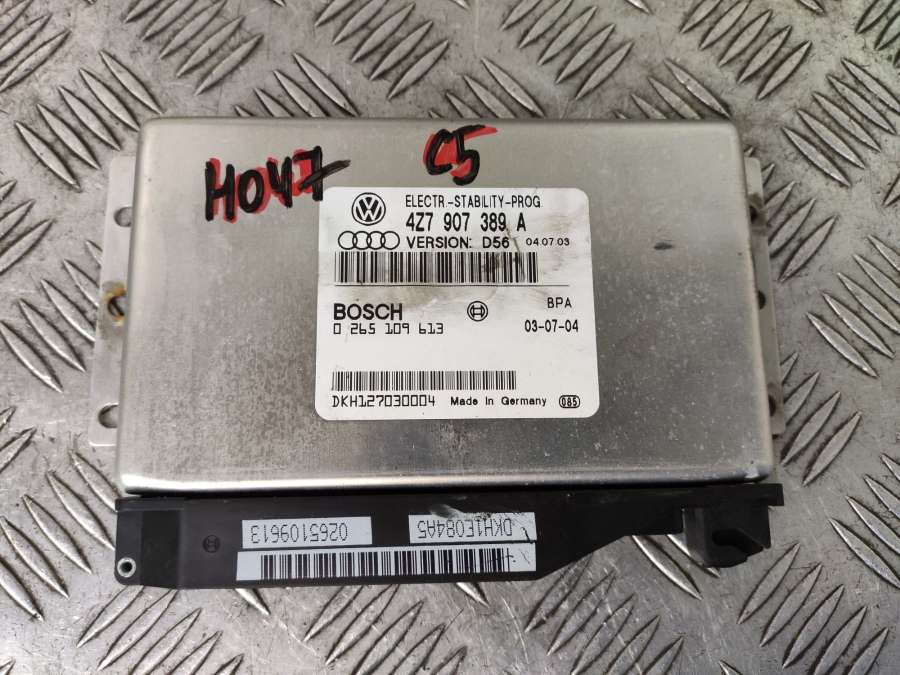 H047
C5
ELECTR.-STABILITY-PROG
4Z7 907 389 A
VERSION: D56 04.07.03
BOSCH BPA
0 265 109 613 03-07-04
DKH127030004 Made in Germany 085
0265109613 DKH1E084A5